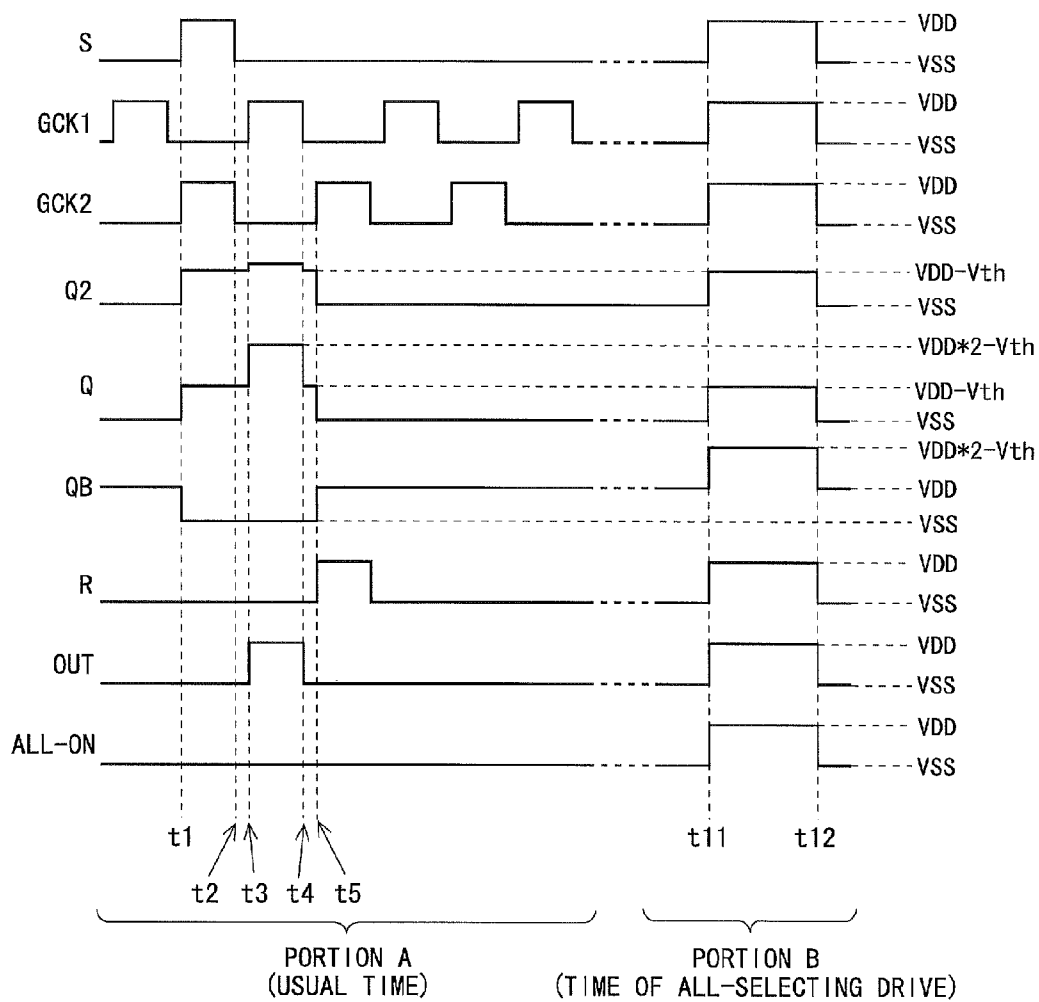 S
VDD
VSS
GCK1
VDD
VSS
GCK2
VDD
VSS
Q2
VDD-Vth
VSS
VDD*2-Vth
Q
VDD-Vth
VSS
VDD*2-Vth
QB
VDD
VSS
R
VDD
VSS
OUT
VDD
VSS
ALL-ON
VDD
VSS
t1
t11
t12
t2
t3
t4
t5
PORTION A
(USUAL TIME)
PORTION B
(TIME OF ALL-SELECTING DRIVE)